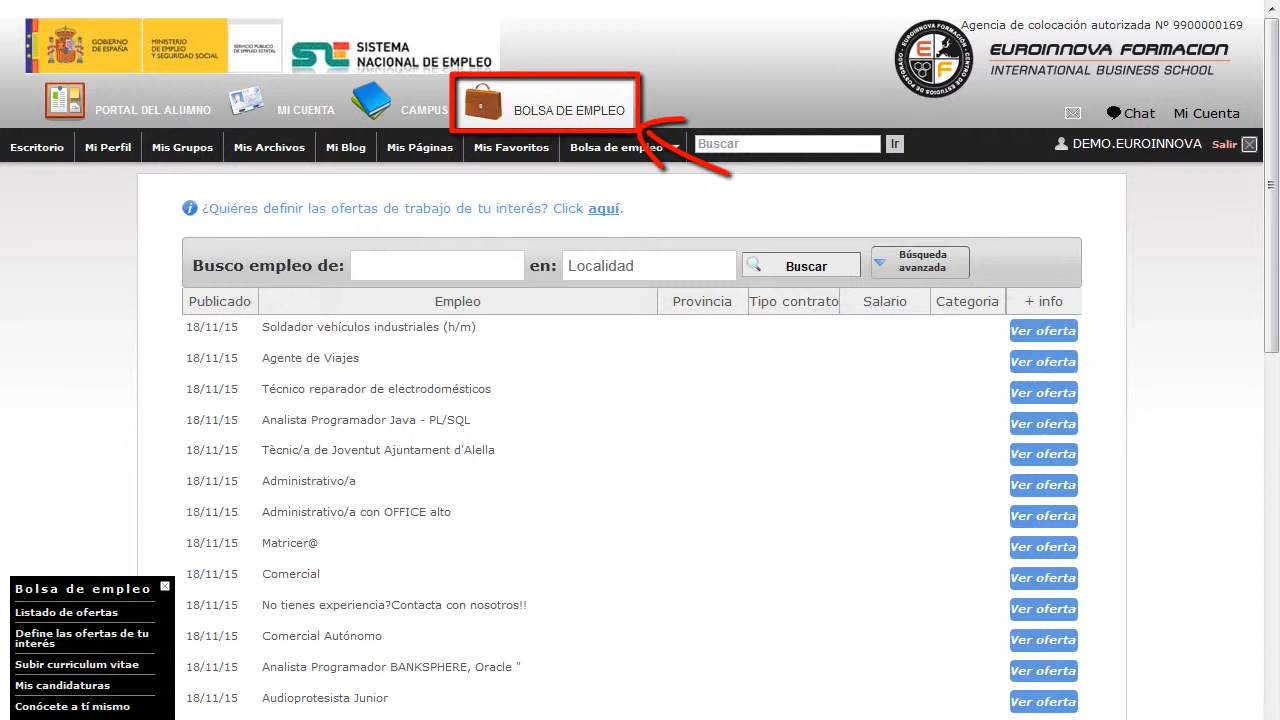 GOBIERNO
DE ESPAÑA
MINISTERIO
DE EMPLEO
Y SEGURIDAD SOCIAL
SERVICIO PÚBLICO
DE EMPLEO ESTATAL
SISTEMA
NACIONAL DE EMPLEO
Agencia de colocación autorizada Nº 9900000169
EUROINNOVA FORMACION
INTERNATIONAL BUSINESS SCHOOL
PORTAL DEL ALUMNO
MI CUENTA
CAMPUS
BOLSA DE EMPLEO
Chat
Mi Cuenta
Escritorio
Mi Perfil
Mis Grupos
Mis Archivos
Mi Blog
Mis Páginas
Mis Favoritos
Bolsa de empleo
Buscar
Ir
DEMO.EUROINNOVA
Salir
¿Quiéres definir las ofertas de trabajo de tu interés? Click aquí.
Busco empleo de:
en:
Localidad
Buscar
Búsqueda
avanzada
Publicado Empleo Provincia Tipo contrato Salario Categoria + info
18/11/15 Soldador vehículos industriales (h/m) Ver oferta
18/11/15 Agente de Viajes Ver oferta
18/11/15 Técnico reparador de electrodomésticos Ver oferta
18/11/15 Analista Programador Java - PL/SQL Ver oferta
18/11/15 Tècnic/a de Joventut Ajuntament d'Alella Ver oferta
18/11/15 Administrativo/a Ver oferta
18/11/15 Administrativo/a con OFFICE alto Ver oferta
18/11/15 Matricer@ Ver oferta
18/11/15 Comercial Ver oferta
18/11/15 No tienes experiencia?Contacta con nosotros!! Ver oferta
18/11/15 Comercial Autónomo Ver oferta
18/11/15 Analista Programador BANKSPHERE, Oracle " Ver oferta
18/11/15 Audioprotesista Junior Ver oferta
Bolsa de empleo
Listado de ofertas
Define las ofertas de tu
interés
Subir curriculum vitae
Mis candidaturas
Conócete a tí mismo